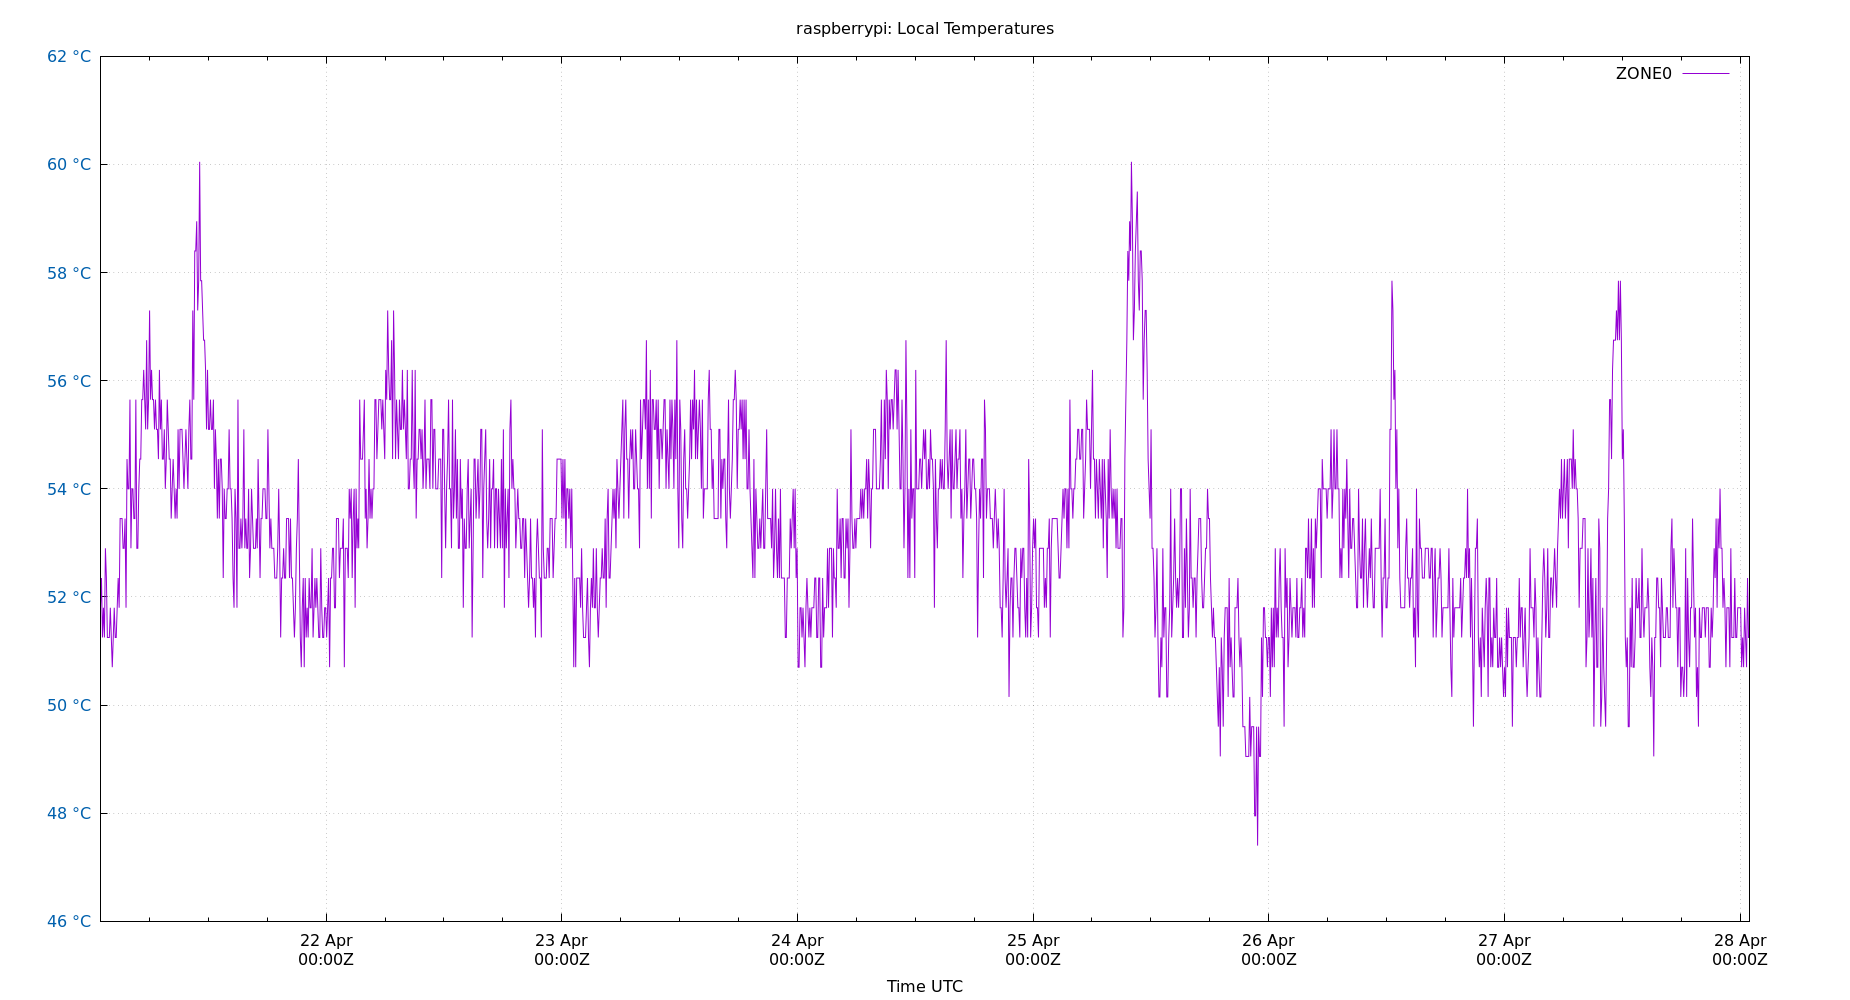 raspberrypi: Local Temperatures
62 °C
ZONE0
60 °C
58 °C
56 °C
54 °C
52 °C
50 °C
48 °C
46 °C
22 Apr 23 Apr 24 Apr 25 Apr 26 Apr 27 Apr 28 Apr
00:00Z 00:00Z 00:00Z 00:00Z 00:00Z 00:00Z 00:00Z
Time UTC